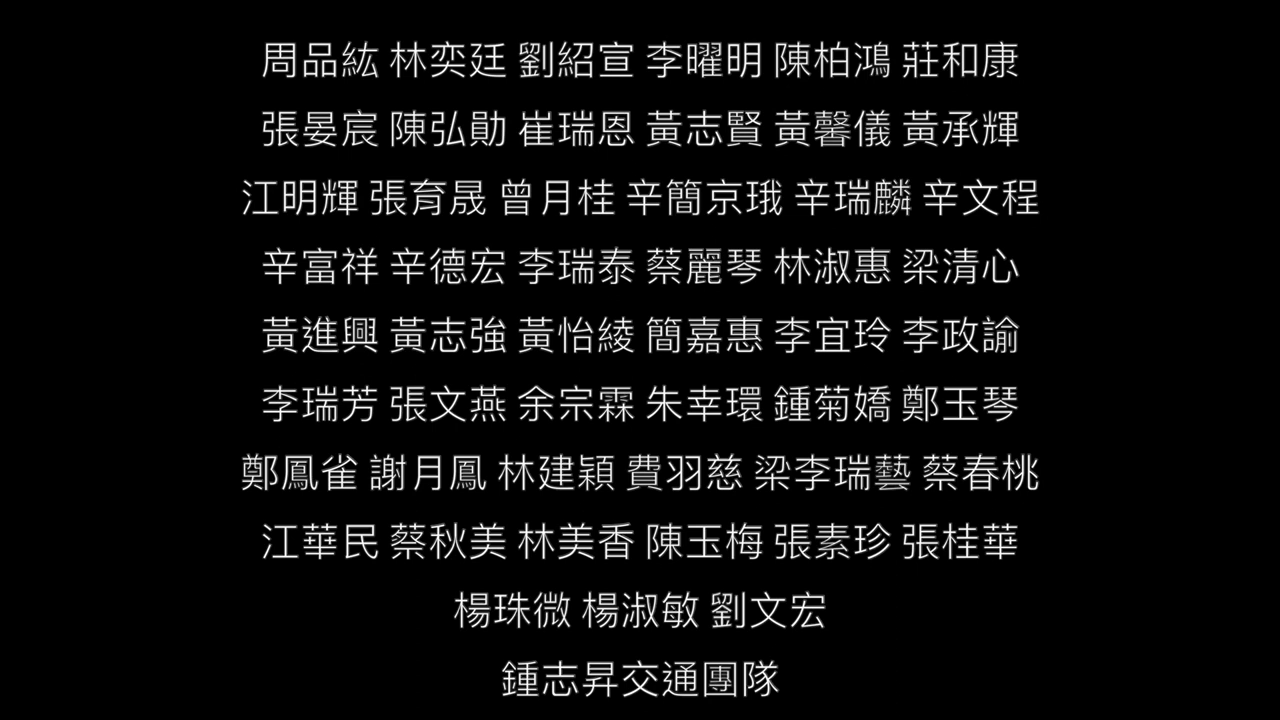 周品紘 林奕廷 劉紹宣 李曜明 陳柏鴻 莊和康
張晏宸 陳弘勛 崔瑞恩 黃志賢 黃馨儀 黃承輝
江明輝 張育晟 曾月桂 辛簡京珴 辛瑞麟 辛文程
辛富祥 辛德宏 李瑞泰 蔡麗琴 林淑惠 梁清心
黃進興 黃志強 黃怡綾 簡嘉惠 李宜玲 李政諭
李瑞芳 張文燕 余宗霖 朱幸環 鍾菊嬌 鄭玉琴
鄭鳳雀 謝月鳳 林建穎 費羽慈 梁李瑞藝 蔡春桃
江華民 蔡秋美 林美香 陳玉梅 張素珍 張桂華
楊珠微 楊淑敏 劉文宏
鍾志昇交通團隊